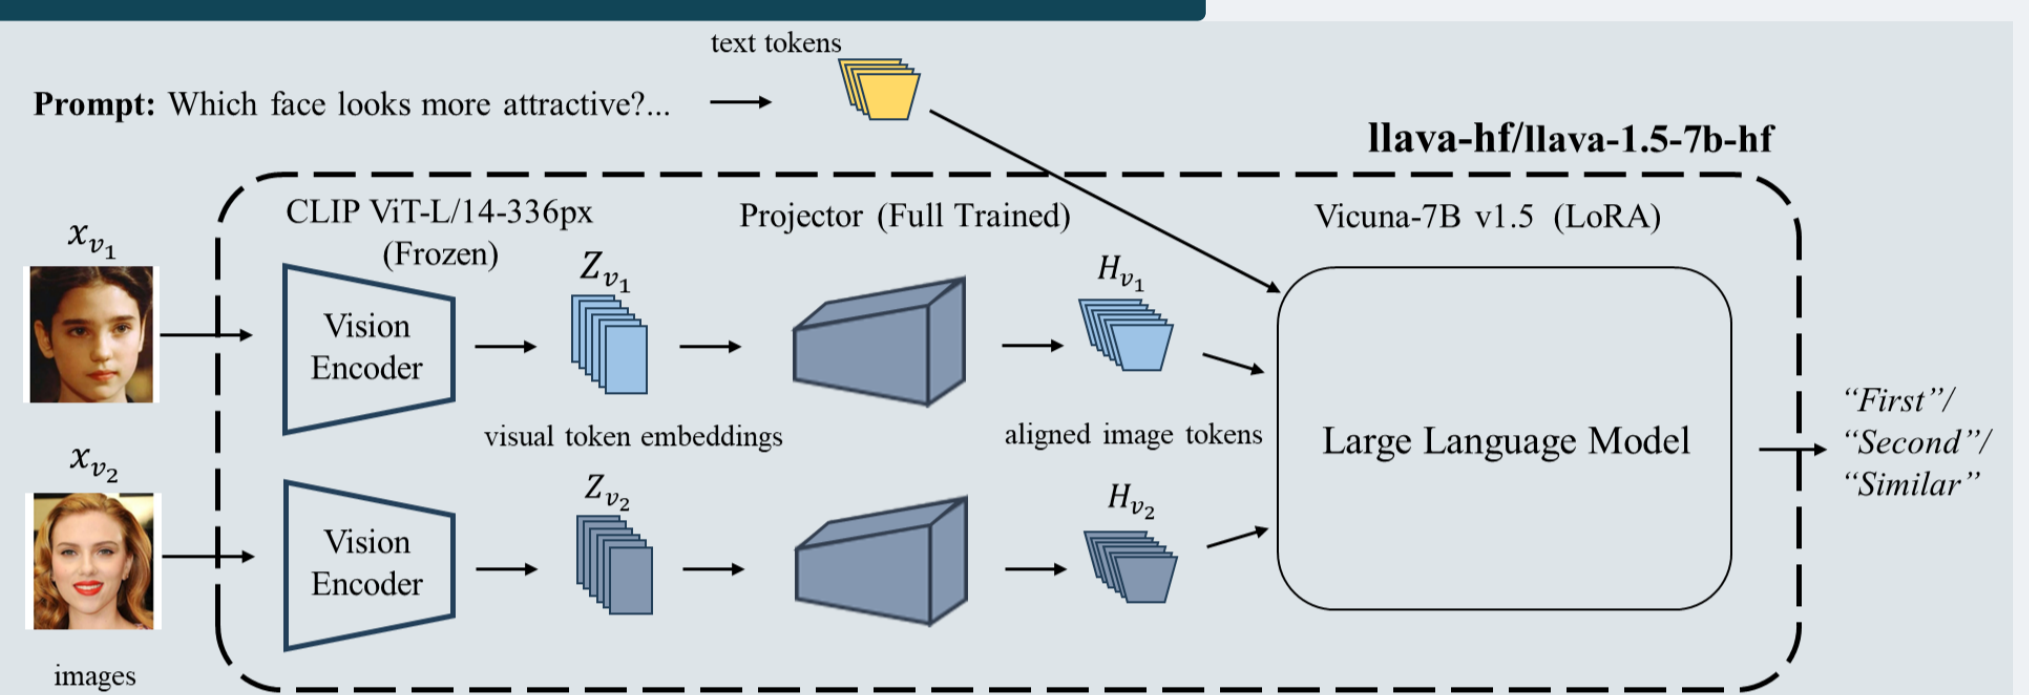 text tokens
Prompt: Which face looks more attractive?...
llava-hf/llava-1.5-7b-hf
CLIP ViT-L/14-336px
(Frozen)
Projector (Full Trained)
Vicuna-7B v1.5 (LoRA)
x_{v_1}
Z_{v_1}
H_{v_1}
Vision
Encoder
visual token embeddings
aligned image tokens
Large Language Model
“First”/
“Second”/
“Similar”
x_{v_2}
Z_{v_2}
H_{v_2}
Vision
Encoder
images